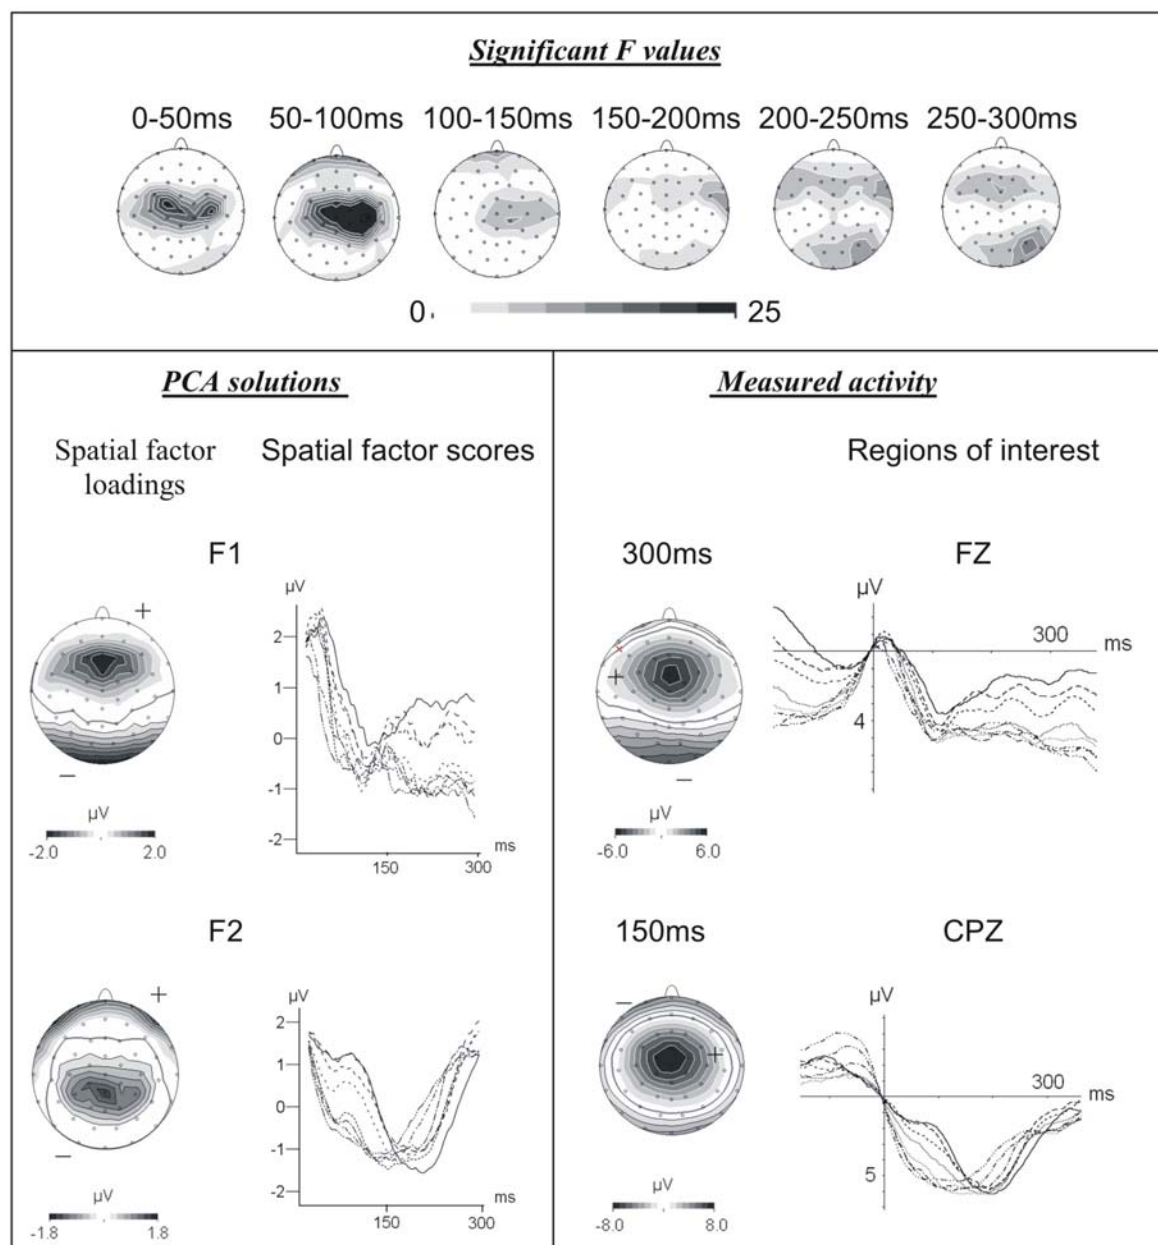 Significant F values
0-50ms 50-100ms 100-150ms 150-200ms 200-250ms 250-300ms
0 25
PCA solutions
Spatial factor
loadings
Spatial factor scores
F1
+
−
µV
-2.0 2.0
µV
2
1
0
-1
-2
150 300
ms
F2
+
−
µV
-1.8 1.8
µV
2
1
0
-1
-2
150 300
ms
Measured activity
Regions of interest
300ms
+
−
µV
-6.0 6.0
FZ
µV
300 ms
4
150ms
−
+
µV
-8.0 8.0
CPZ
µV
300 ms
5